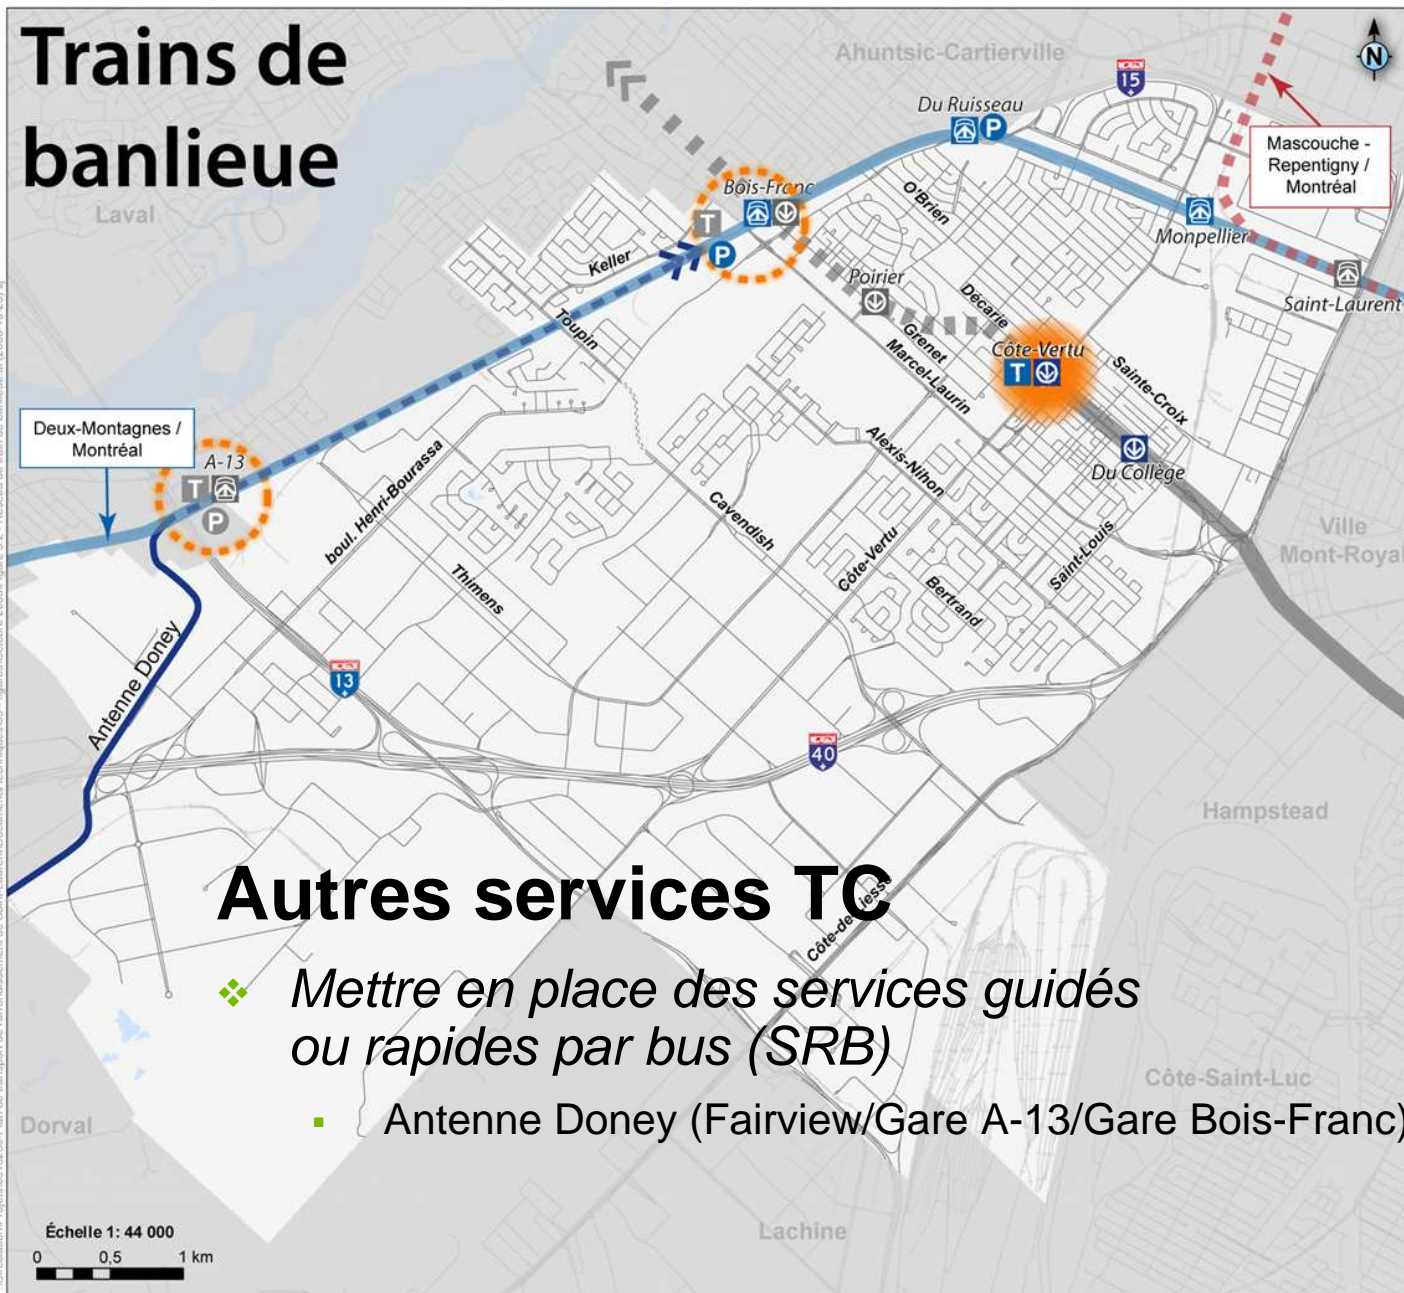 Trains de
banlieue
Ahuntsic-Cartierville
N
15
Du Ruisseau
P
Mascouche -
Repentigny /
Montréal
Laval
Bois-Franc
T
P
O'Brien
Monpellier
Keller
Poirier
Décarie
Saint-Laurent
Toupin
Grenet
Côte-Vertu
T
Marcel-Laurin
Sainte-Croix
Deux-Montagnes /
Montréal
A-13
T
P
boul. Henri-Bourassa
Alexis-Nihon
Du Collège
Cavendish
Ville
Mont-Royal
Côte-Vertu
Saint-Louis
Thimens
Bertrand
Antenne Doney
13
40
Hampstead
Autres services TC
Côte-de-Liesse
❖ Mettre en place des services guidés
ou rapides par bus (SRB)
Côte-Saint-Luc
▪ Antenne Doney (Fairview/Gare A-13/Gare Bois-Franc)
Dorval
Lachine
Échelle 1: 44 000
0 0,5 1 km